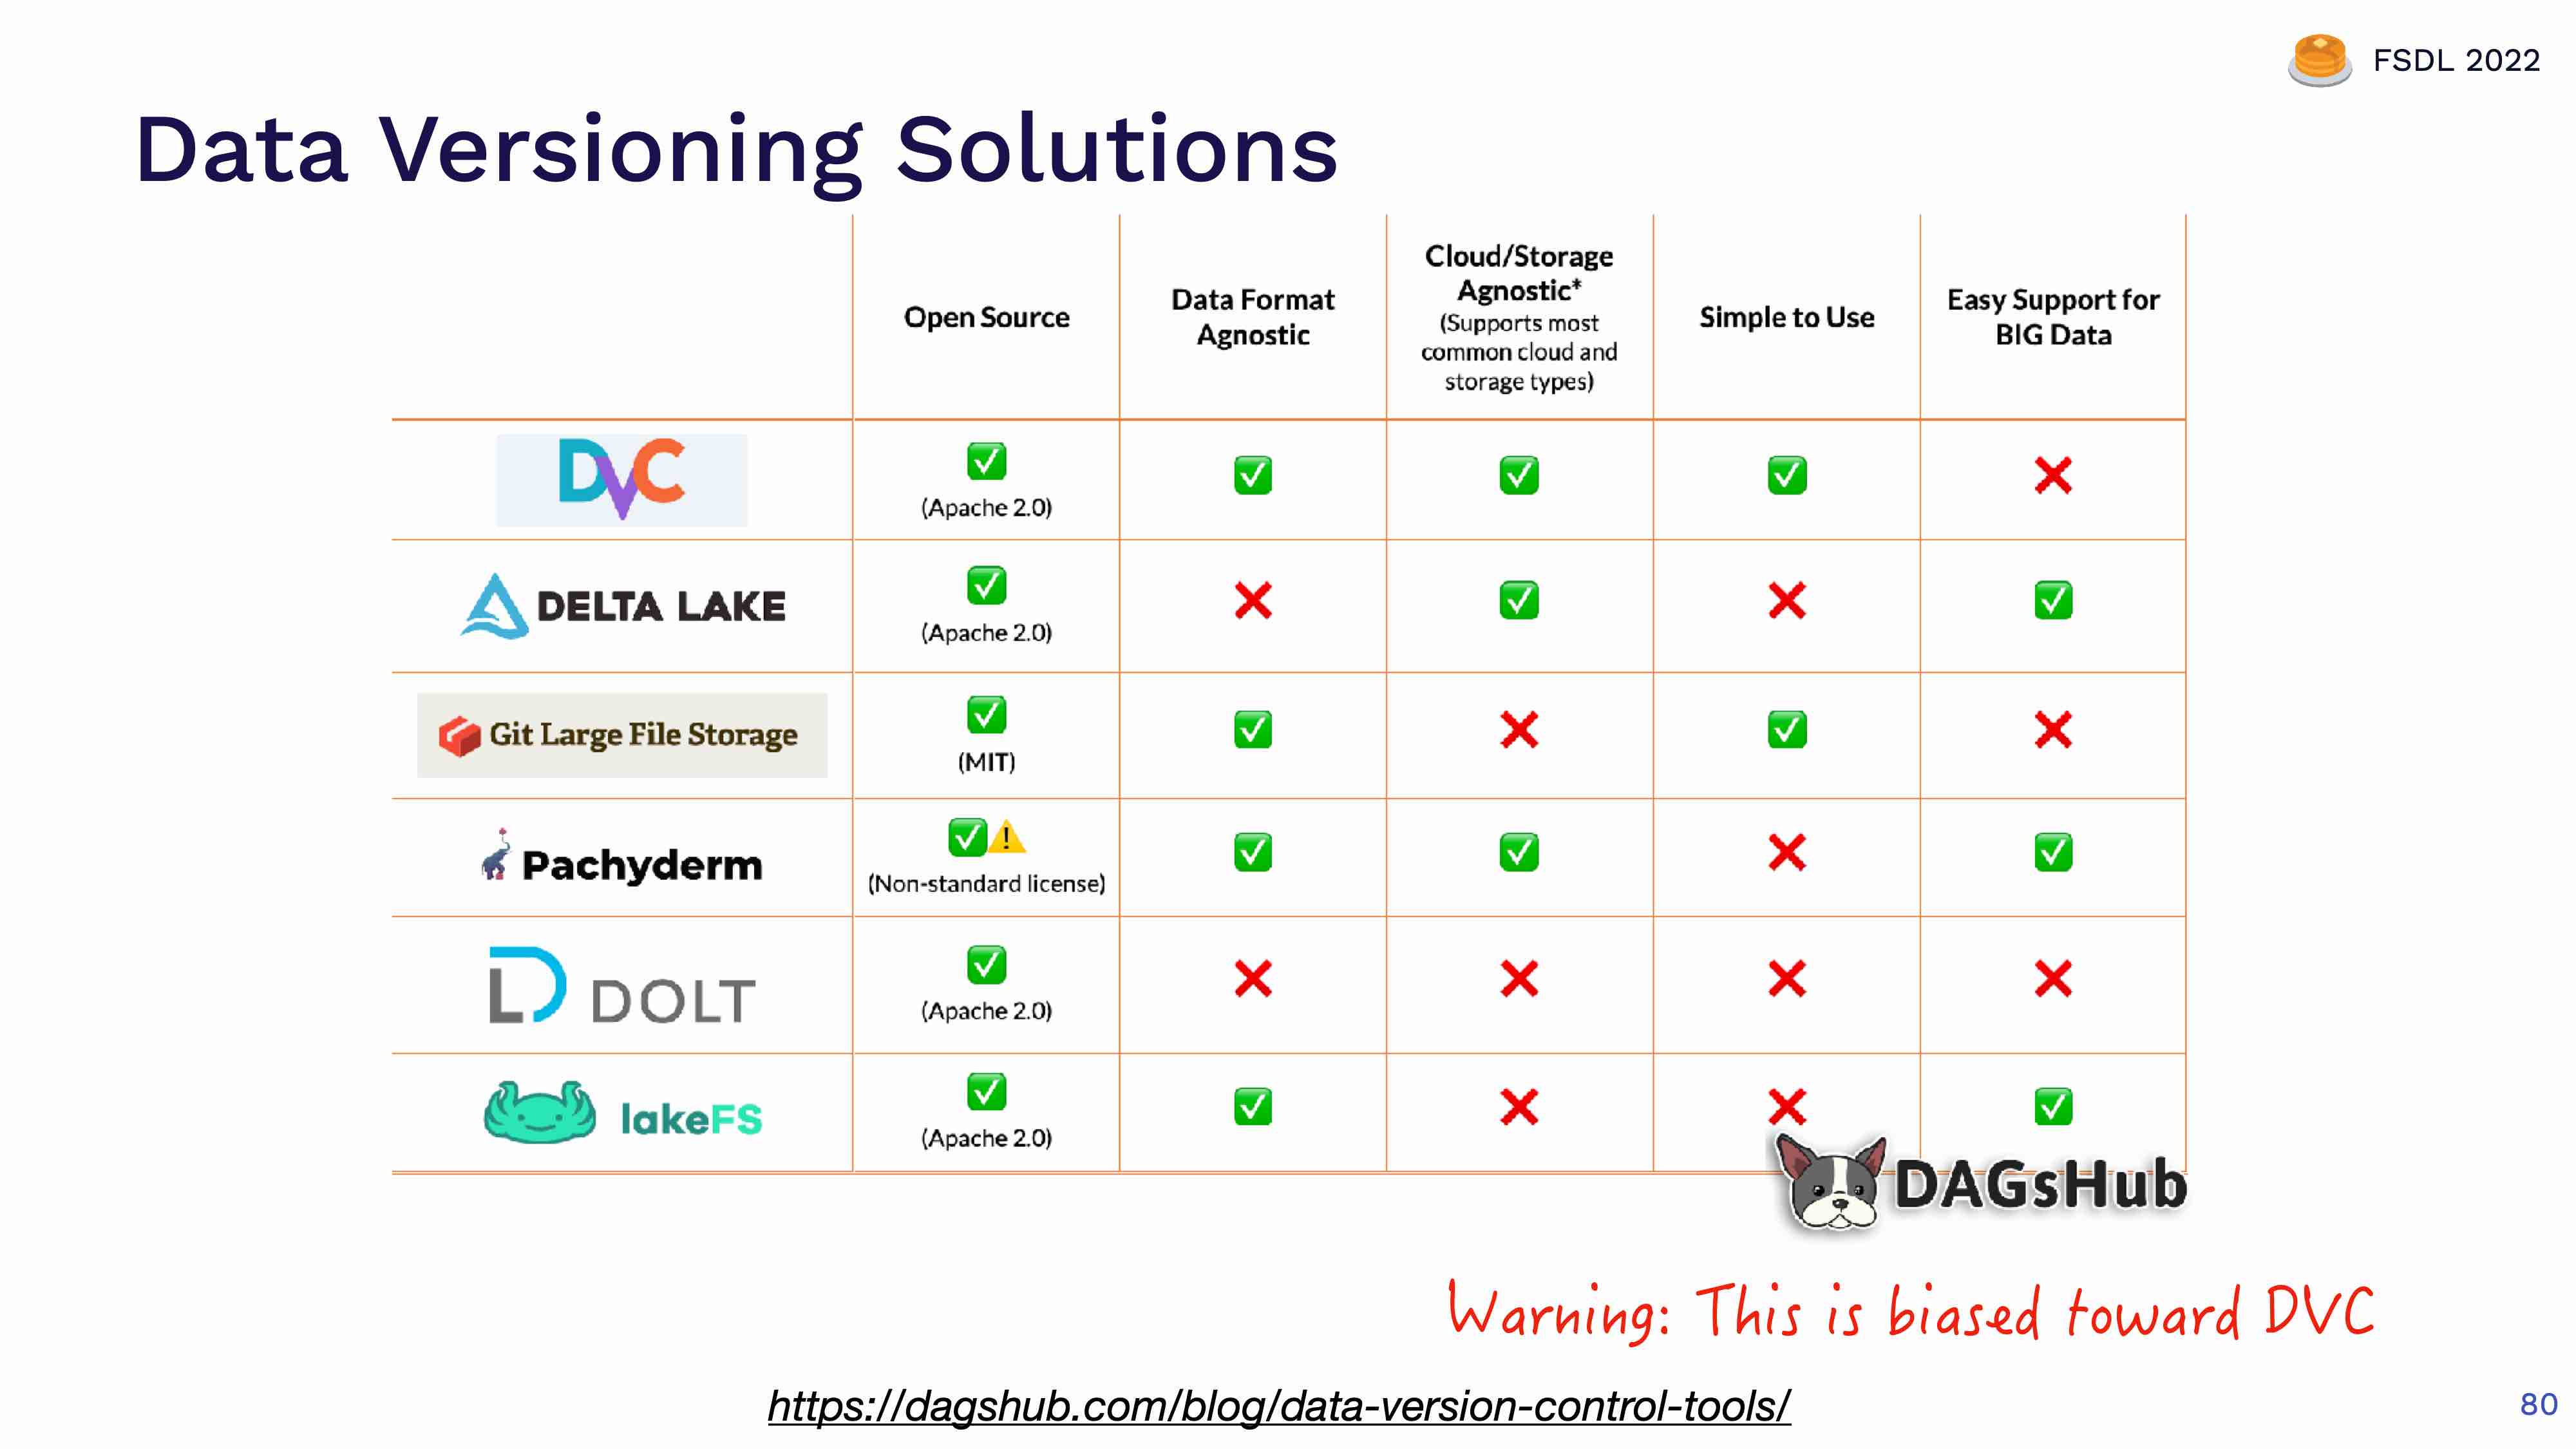 FSDL 2022
Data Versioning Solutions
Open Source
Data Format
Agnostic
Cloud/Storage
Agnostic*
(Supports most
common cloud and
storage types)
Simple to Use
Easy Support for
BIG Data
DVC
(Apache 2.0)
DELTA LAKE
(Apache 2.0)
Git Large File Storage
(MIT)
Pachyderm
(Non-standard license)
DOLT
(Apache 2.0)
lakeFS
(Apache 2.0)
DAGsHub
Warning: This is biased toward DVC
https://dagshub.com/blog/data-version-control-tools/
80